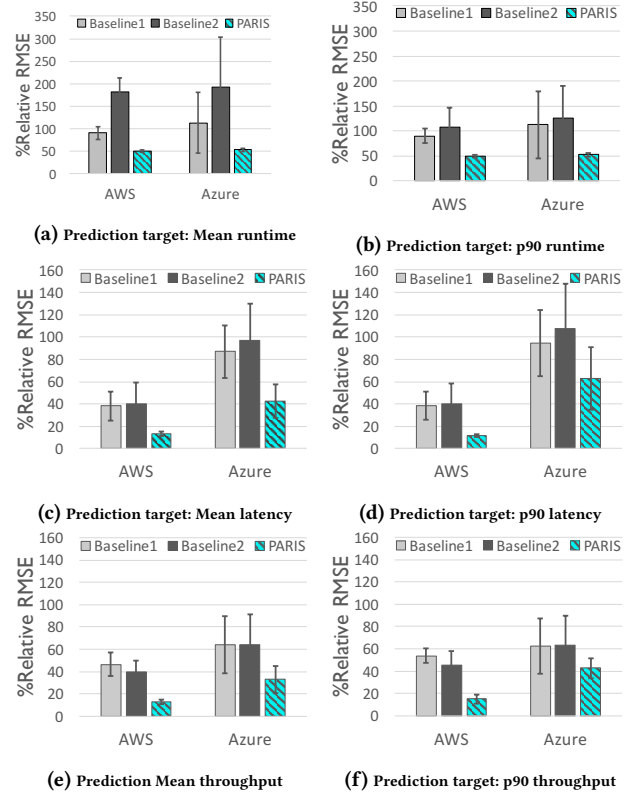 %Relative RMSE
350
300
250
200
150
100
50
0
Baseline1 Baseline2 PARIS
AWS Azure
(a) Prediction target: Mean runtime
%Relative RMSE
350
300
250
200
150
100
50
0
Baseline1 Baseline2 PARIS
AWS Azure
(b) Prediction target: p90 runtime
%Relative RMSE
160
140
120
100
80
60
40
20
0
Baseline1 Baseline2 PARIS
AWS Azure
(c) Prediction target: Mean latency
%Relative RMSE
160
140
120
100
80
60
40
20
0
Baseline1 Baseline2 PARIS
AWS Azure
(d) Prediction target: p90 latency
%Relative RMSE
160
140
120
100
80
60
40
20
0
Baseline1 Baseline2 PARIS
AWS Azure
(e) Prediction Mean throughput
%Relative RMSE
160
140
120
100
80
60
40
20
0
Baseline1 Baseline2 PARIS
AWS Azure
(f) Prediction target: p90 throughput